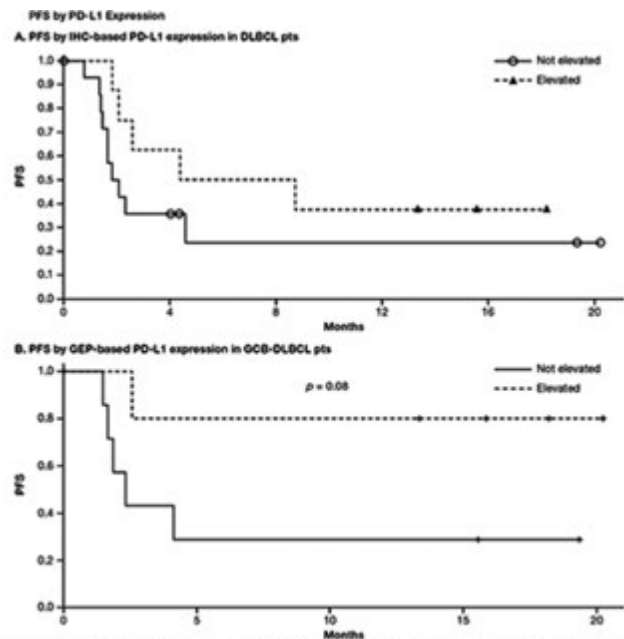 PFS by PD-L1 Expression
A. PFS by IHC-based PD-L1 expression in DLBCL pts
Not elevated
Elevated
1.0
0.9
0.8
0.7
0.6
0.5
0.4
0.3
0.2
0.1
0.0
PFS
0 4 8 12 16 20
Months
B. PFS by GEP-based PD-L1 expression in GCB-DLBCL pts
Not elevated
Elevated
p = 0.08
1.0
0.8
0.6
0.4
0.2
0.0
PFS
0 5 10 15 20
Months